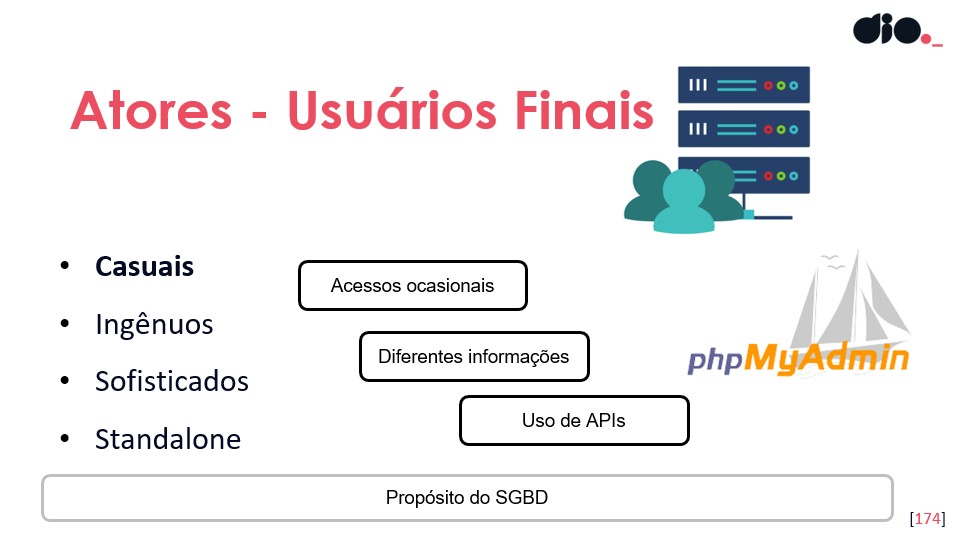 dio._
Atores - Usuários Finais
• Casuais
Acessos ocasionais
• Ingênuos
Diferentes informações
• Sofisticados
Uso de APIs
• Standalone
phpMyAdmin
Propósito do SGBD
[174]